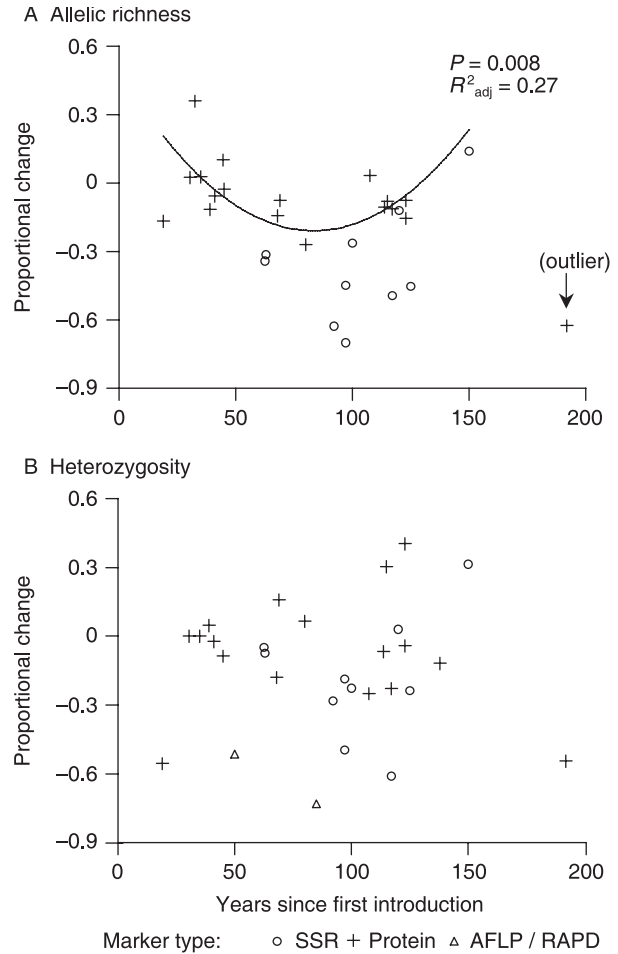 A Allelic richness
0.6
0.3
0
−0.3
−0.6
−0.9
Proportional change
P = 0.008
R²adj = 0.27
(outlier)
0 50 100 150 200
B Heterozygosity
0.6
0.3
0
−0.3
−0.6
−0.9
Proportional change
0 50 100 150 200
Years since first introduction
Marker type: SSR Protein AFLP / RAPD